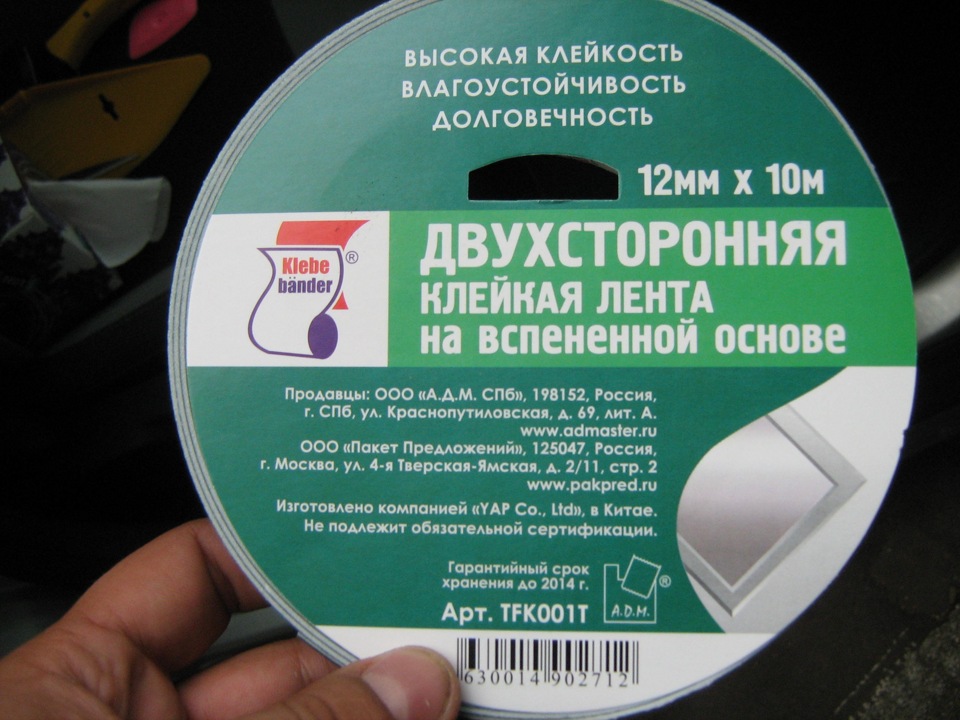 ВЫСОКАЯ КЛЕЙКОСТЬ
ВЛАГОУСТОЙЧИВОСТЬ
ДОЛГОВЕЧНОСТЬ
12мм х 10м
Klebe
bänder
®
ДВУХСТОРОННЯЯ
КЛЕЙКАЯ ЛЕНТА
на вспененной основе
Продавцы: ООО «А.Д.М. СПб», 198152, Россия,
г. СПб, ул. Краснопутиловская, д. 69, лит. А.
www.admaster.ru
ООО «Пакет Предложений», 125047, Россия,
г. Москва, ул. 4-я Тверская-Ямская, д. 2/11, стр. 2
www.pakpred.ru
Изготовлено компанией «YAP Co., Ltd», в Китае.
Не подлежит обязательной сертификации.
Гарантийный срок
хранения до 2014 г.
Арт. TFK001T
A.D.M.
®
630014 902712